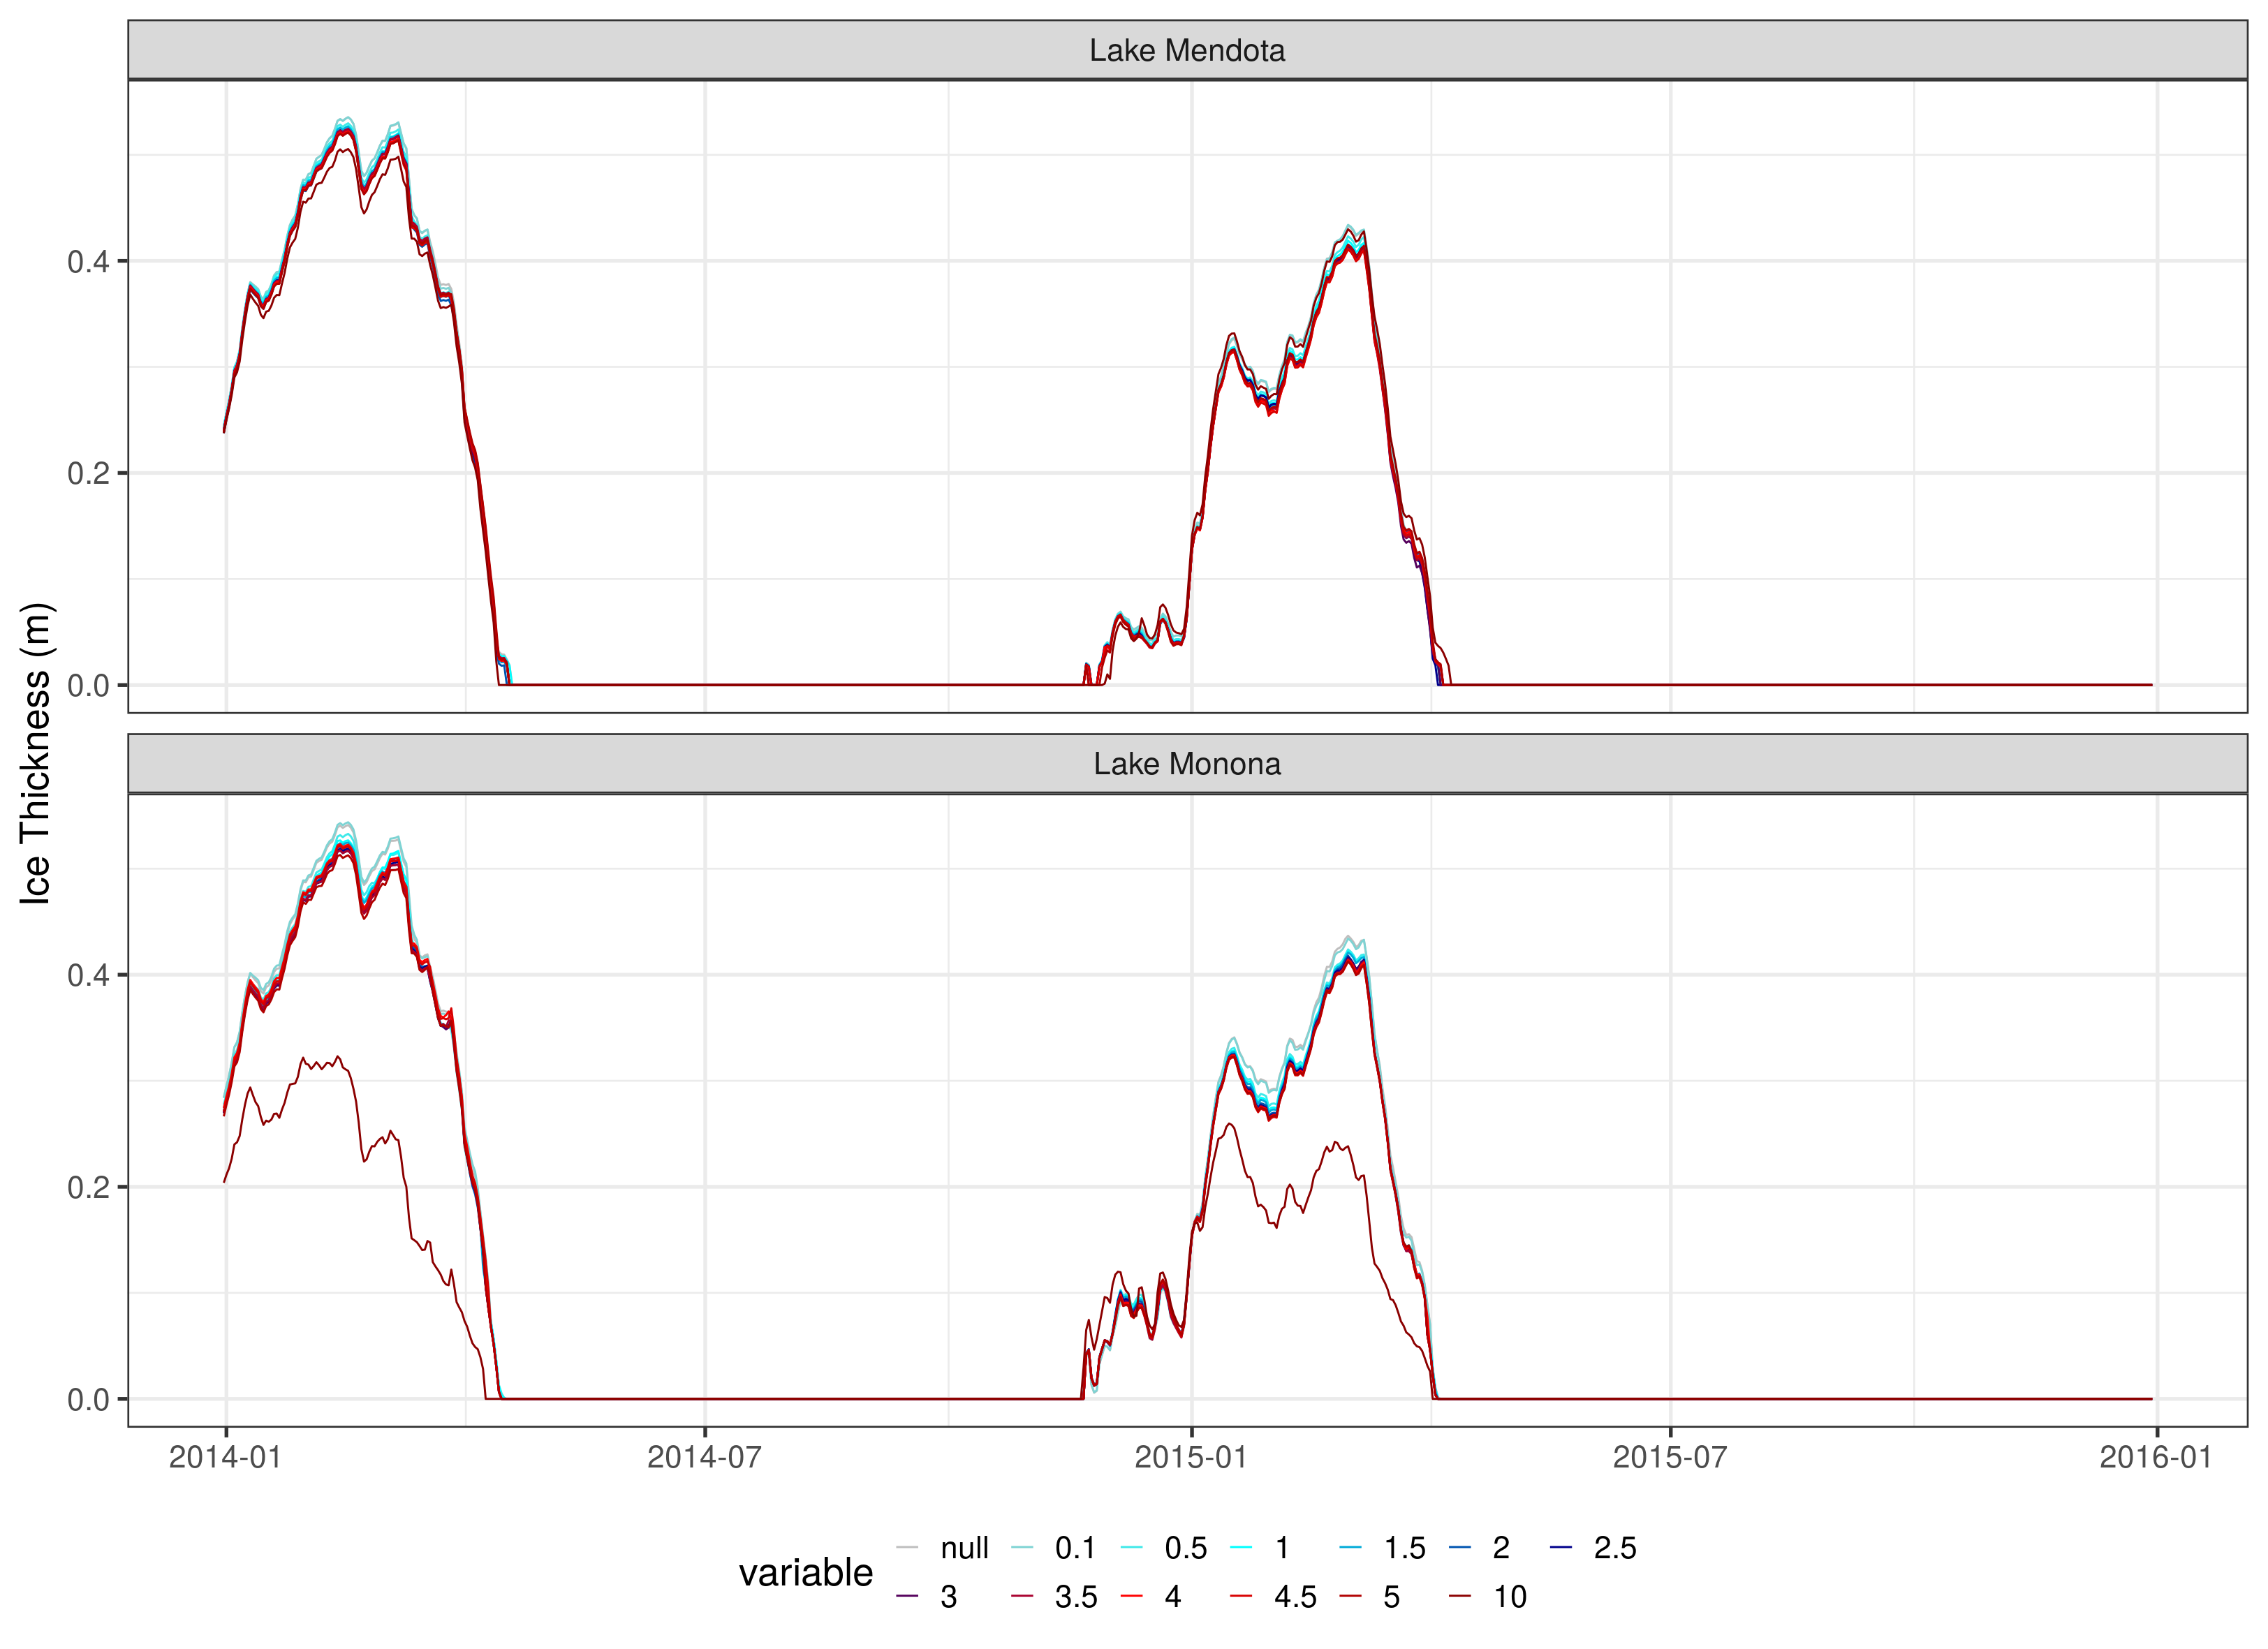 Lake Mendota
0.4
0.2
0.0
Ice Thickness (m)
Lake Monona
0.4
0.2
0.0
2014-01 2014-07 2015-01 2015-07 2016-01
variable
null 0.1 0.5 1 1.5 2 2.5
3 3.5 4 4.5 5 10